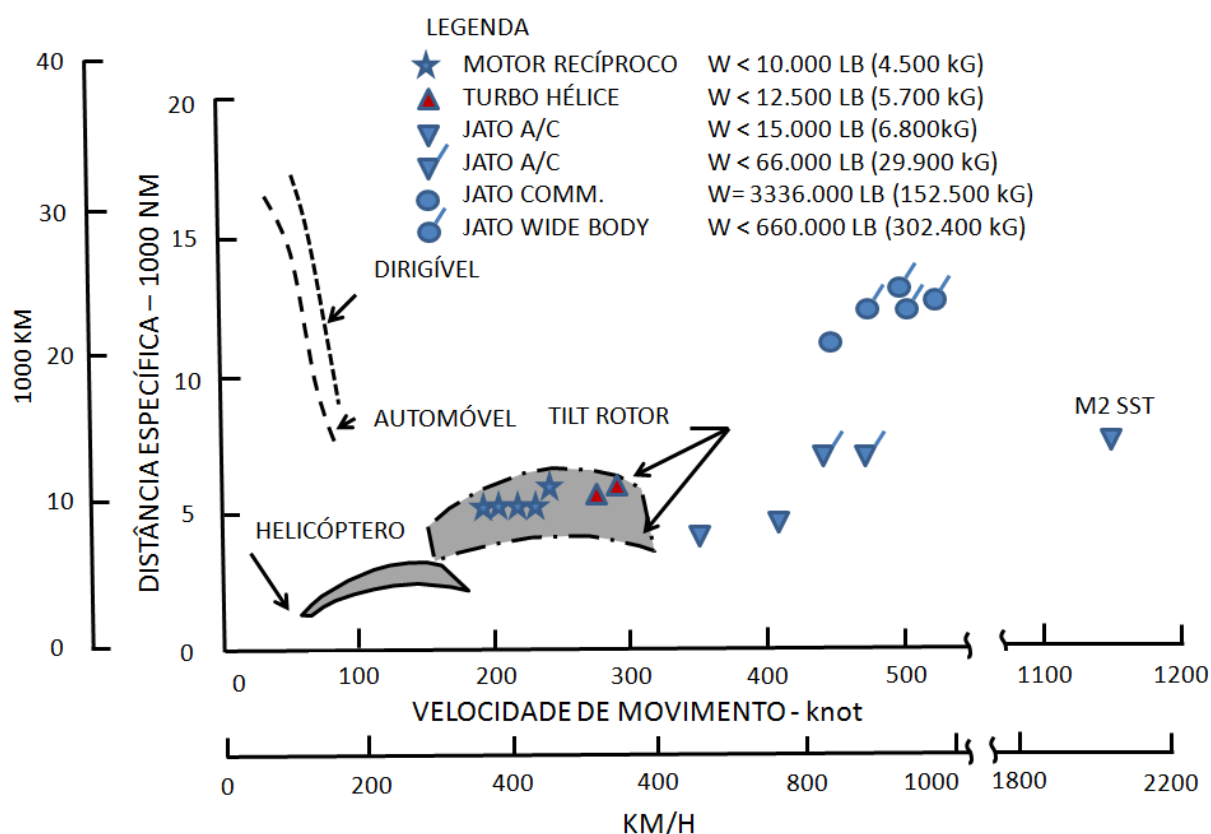 LEGENDA
MOTOR RECÍPROCO W < 10.000 LB (4.500 kG)
TURBO HÉLICE W < 12.500 LB (5.700 kG)
JATO A/C W < 15.000 LB (6.800kG)
JATO A/C W < 66.000 LB (29.900 kG)
JATO COMM. W= 3336.000 LB (152.500 kG)
JATO WIDE BODY W < 660.000 LB (302.400 kG)
40
30
20
10
0
1000 KM
20
15
10
5
0
DISTÂNCIA ESPECÍFICA – 1000 NM
DIRIGÍVEL
AUTOMÓVEL
TILT ROTOR
M2 SST
HELICÓPTERO
0 100 200 300 400 500 1100 1200
VELOCIDADE DE MOVIMENTO - knot
0 200 400 400 800 1000 1800 2200
KM/H